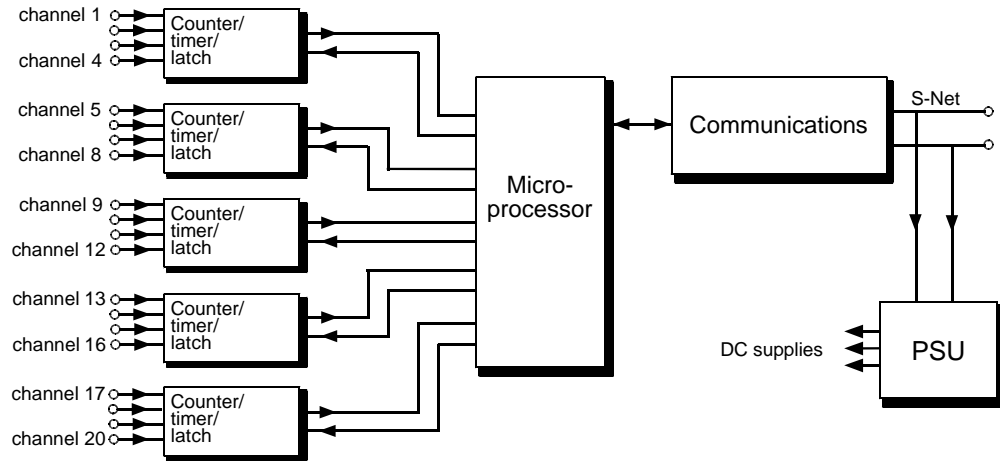 channel 1
channel 4
Counter/
timer/
latch
channel 5
channel 8
Counter/
timer/
latch
channel 9
channel 12
Counter/
timer/
latch
channel 13
channel 16
Counter/
timer/
latch
channel 17
channel 20
Counter/
timer/
latch
Micro-
processor
Communications
S-Net
DC supplies
PSU